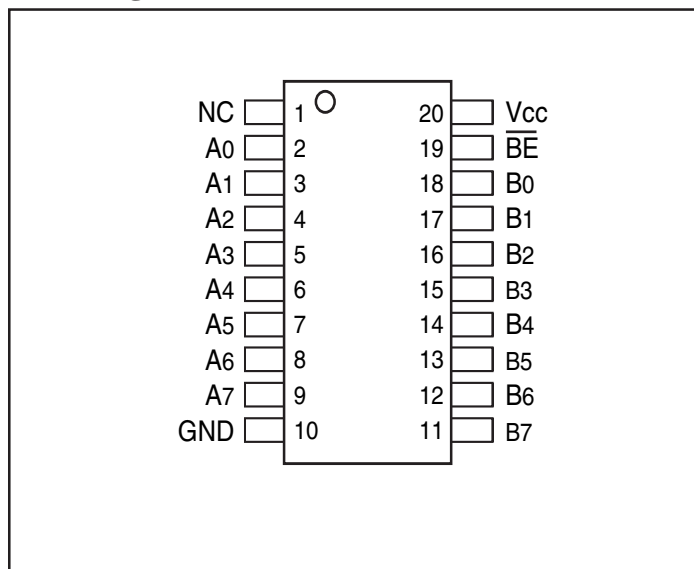 NC 1 20 Vcc
A0 2 19 B̅E̅
A1 3 18 B0
A2 4 17 B1
A3 5 16 B2
A4 6 15 B3
A5 7 14 B4
A6 8 13 B5
A7 9 12 B6
GND 10 11 B7